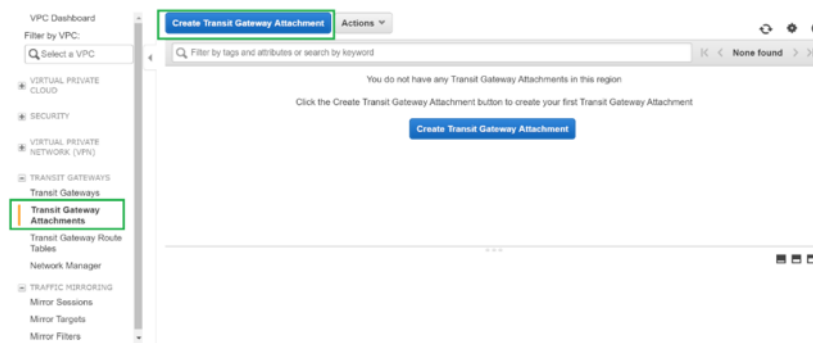 VPC Dashboard
Filter by VPC:
Select a VPC
VIRTUAL PRIVATE
CLOUD
SECURITY
VIRTUAL PRIVATE
NETWORK (VPN)
TRANSIT GATEWAYS
Transit Gateways
Transit Gateway
Attachments
Transit Gateway Route
Tables
Network Manager
TRAFFIC MIRRORING
Mirror Sessions
Mirror Targets
Mirror Filters
Create Transit Gateway Attachment
Actions
Filter by tags and attributes or search by keyword
None found
You do not have any Transit Gateway Attachments in this region
Click the Create Transit Gateway Attachment button to create your first Transit Gateway Attachment
Create Transit Gateway Attachment